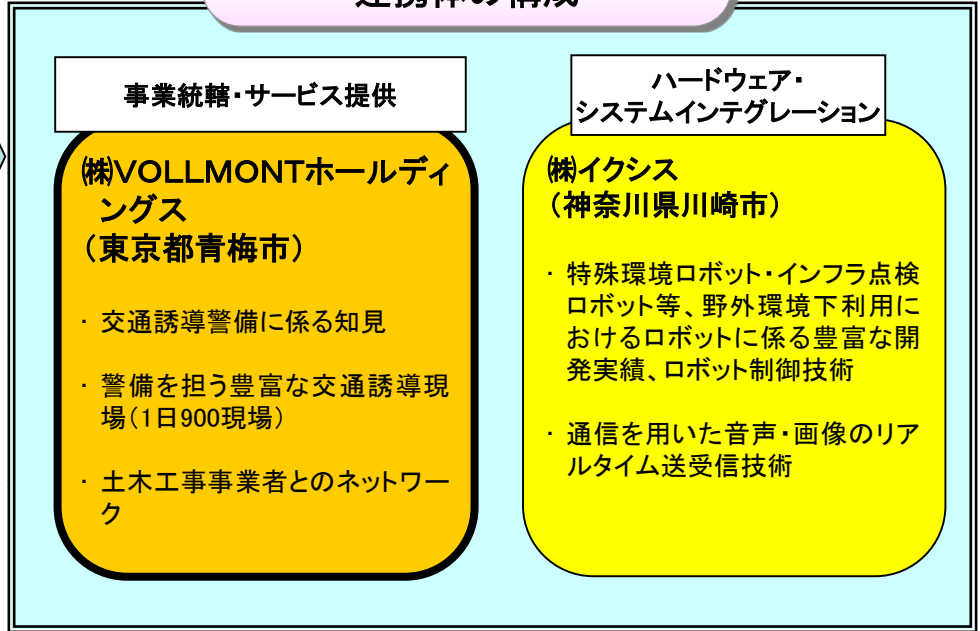 連携体の構成
事業統轄・サービス提供
㈱VOLLMONTホールディ
ングス
（東京都青梅市）
・ 交通誘導警備に係る知見
・ 警備を担う豊富な交通誘導現
場（1日900現場）
・ 土木工事事業者とのネットワー
ク
ハードウェア・
システムインテグレーション
㈱イクシス
（神奈川県川崎市）
・ 特殊環境ロボット・インフラ点検
ロボット等、野外環境下利用に
おけるロボットに係る豊富な開
発実績、ロボット制御技術
・ 通信を用いた音声・画像のリア
ルタイム送受信技術